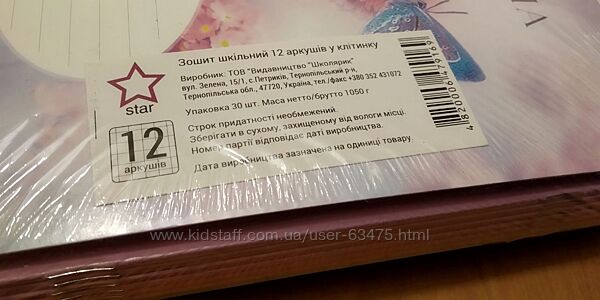 Зошит шкільний 12 аркушів у клітинку
Виробник: ТОВ "Видавництво "Школярик"
вул. Зелена, 15/1, с.Петриків, Тернопільський р-н,
Тернопільська обл., 47720, Україна, тел./факс +380 352 431072
Упаковка 30 шт. Маса нетто/брутто 1050 г
Строк придатності необмежений.
Зберігати в сухому, захищеному від вологи місці.
Номер партії відповідає даті виробництва.
Дата виробництва зазначена на одиниці товару.
star
12
аркушів
4820006147969
www.kidstaff.com.ua/user-63475.html